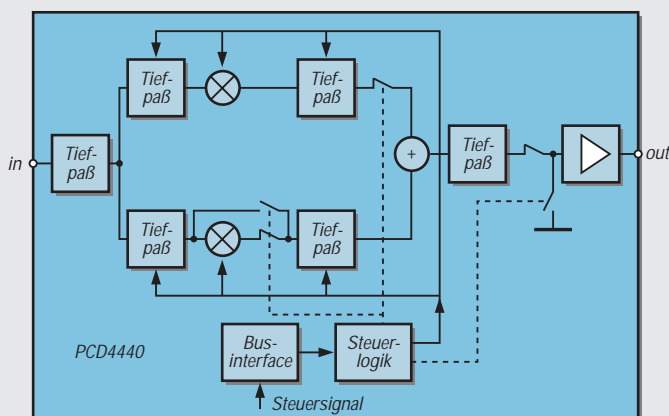 Tief-
paß
Tief-
paß
in
Tief-
paß
+
Tief-
paß
out
Tief-
paß
Tief-
paß
PCD4440
Bus-
interface
Steuer-
logik
Steuersignal